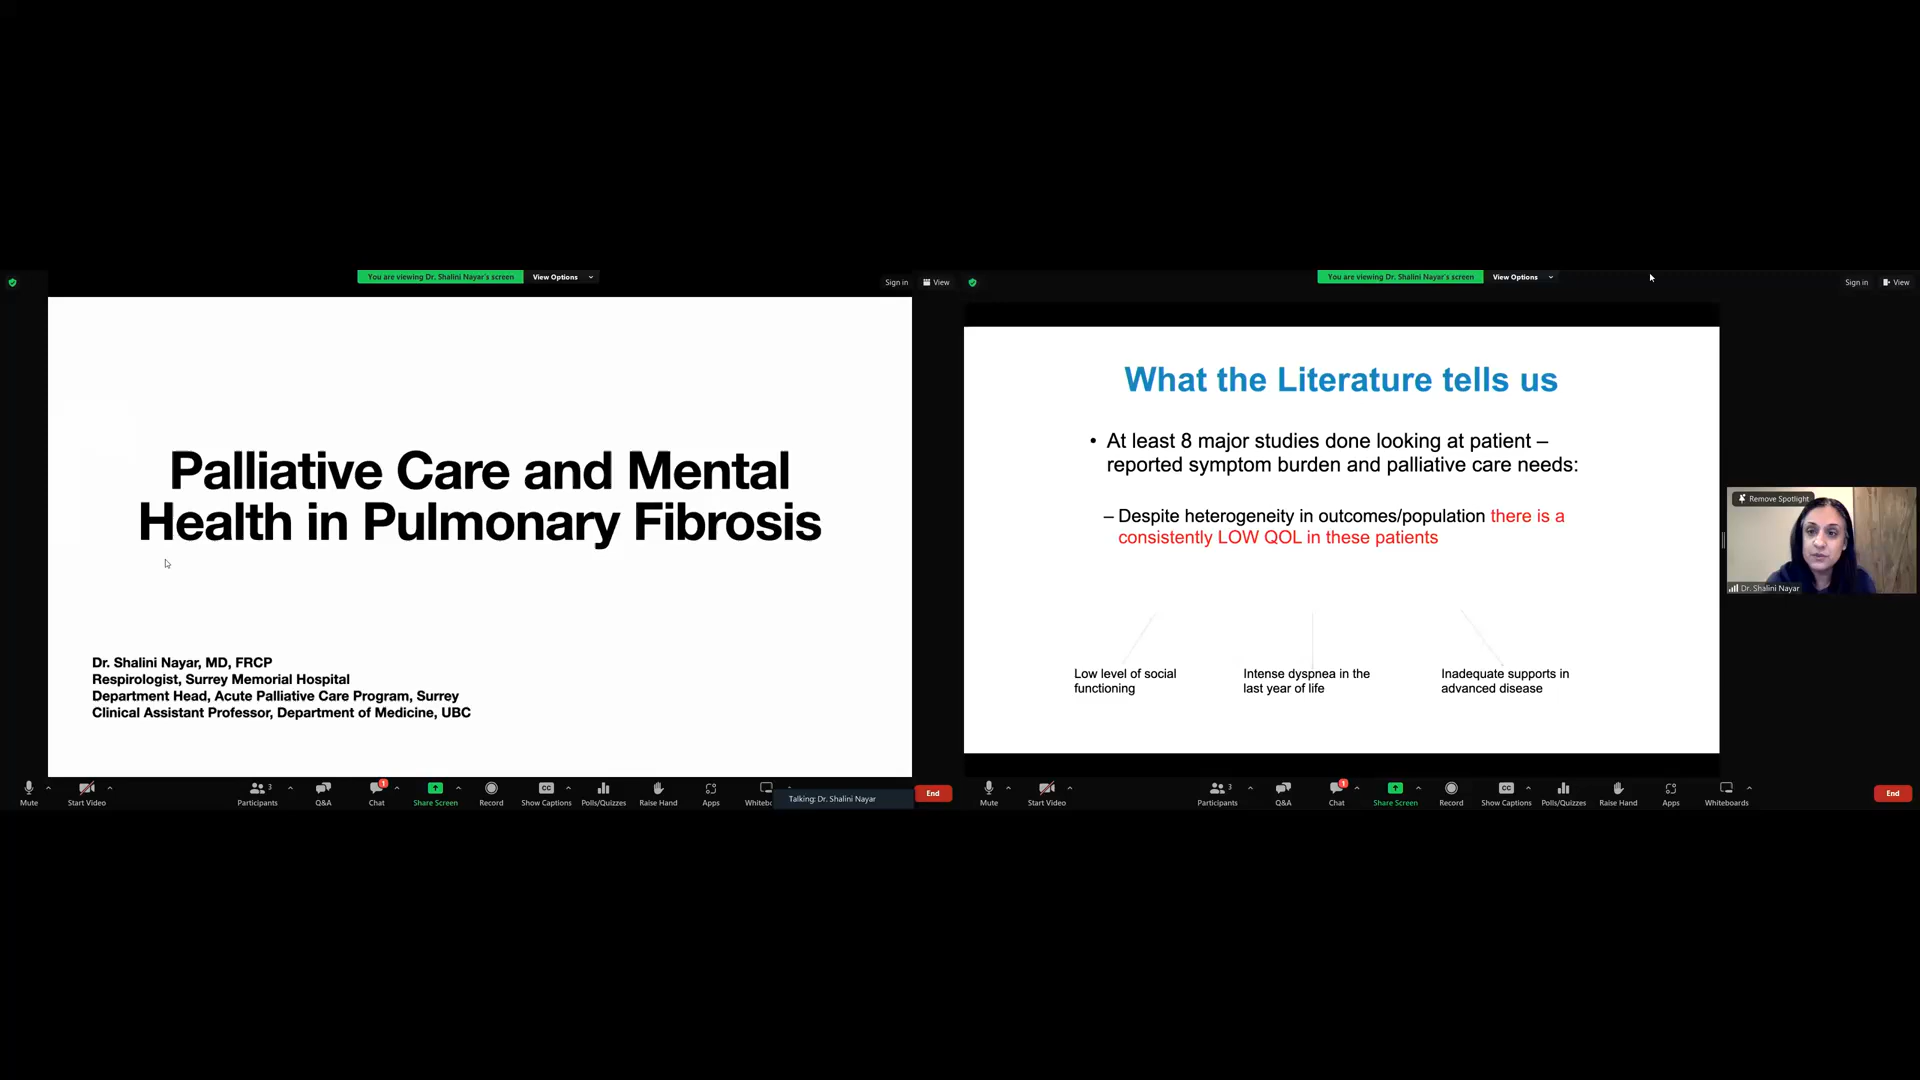 You are viewing Dr. Shalini Nayar's screen
View Options
Sign in
View
Palliative Care and Mental
Health in Pulmonary Fibrosis
Dr. Shalini Nayar, MD, FRCP
Respirologist, Surrey Memorial Hospital
Department Head, Acute Palliative Care Program, Surrey
Clinical Assistant Professor, Department of Medicine, UBC
Mute
Start Video
3
Participants
Q&A
1
Chat
Share Screen
Record
CC
Show Captions
Polls/Quizzes
Raise Hand
Apps
Whitebo
Talking: Dr. Shalini Nayar
End
You are viewing Dr. Shalini Nayar's screen
View Options
Sign in
View
What the Literature tells us
• At least 8 major studies done looking at patient –
reported symptom burden and palliative care needs:
– Despite heterogeneity in outcomes/population there is a
consistently LOW QOL in these patients
Low level of social
functioning
Intense dyspnea in the
last year of life
Inadequate supports in
advanced disease
Remove Spotlight
Dr. Shalini Nayar
Mute
Start Video
3
Participants
Q&A
1
Chat
Share Screen
Record
CC
Show Captions
Polls/Quizzes
Raise Hand
Apps
Whiteboards
End